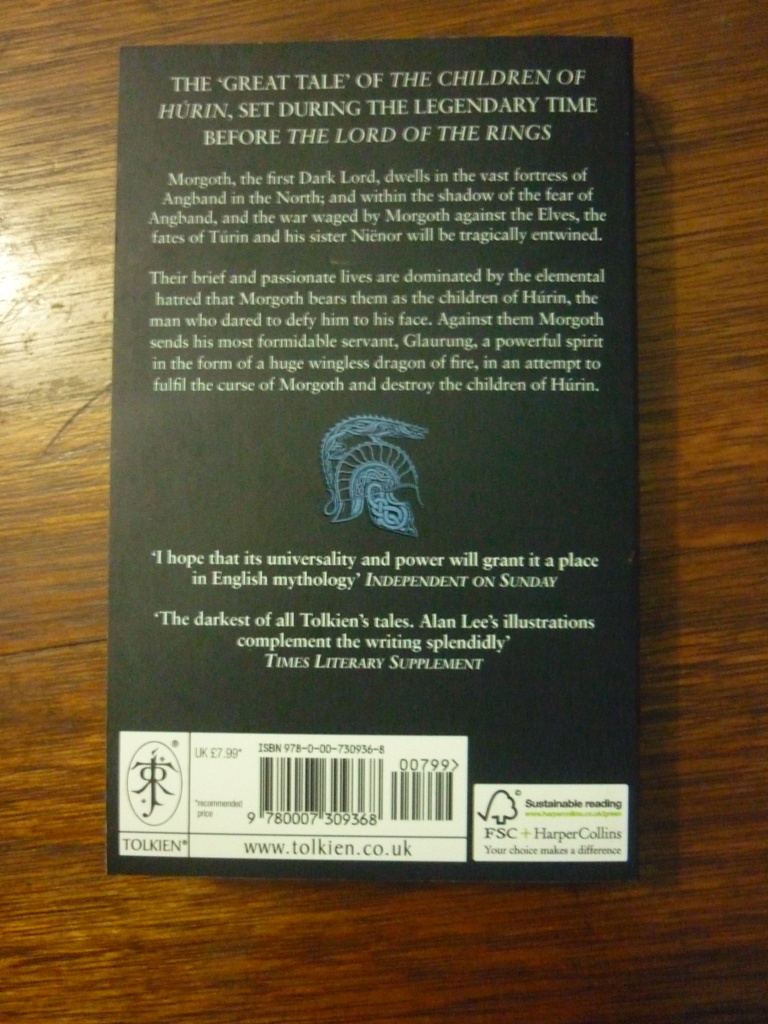 THE ‘GREAT TALE’ OF THE CHILDREN OF
HÚRIN, SET DURING THE LEGENDARY TIME
BEFORE THE LORD OF THE RINGS
Morgoth, the first Dark Lord, dwells in the vast fortress of
Angband in the North; and within the shadow of the fear of
Angband, and the war waged by Morgoth against the Elves, the
fates of Túrin and his sister Niënor will be tragically entwined.
Their brief and passionate lives are dominated by the elemental
hatred that Morgoth bears them as the children of Húrin, the
man who dared to defy him to his face. Against them Morgoth
sends his most formidable servant, Glaurung, a powerful spirit
in the form of a huge wingless dragon of fire, in an attempt to
fulfil the curse of Morgoth and destroy the children of Húrin.
‘I hope that its universality and power will grant it a place
in English mythology’ INDEPENDENT ON SUNDAY
‘The darkest of all Tolkien’s tales. Alan Lee’s illustrations
complement the writing splendidly’
TIMES LITERARY SUPPLEMENT
®
TOLKIEN®
UK £7.99*
*recommended
price
ISBN 978-0-00-730936-8
00799>
9 780007 309368
www.tolkien.co.uk
©
Sustainable reading
www.harpercollins.co.uk/green
FSC + HarperCollins
Your choice makes a difference